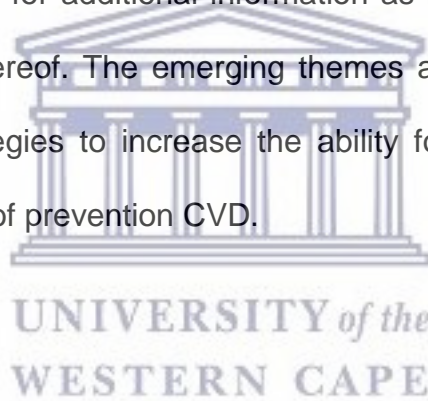 for additional information as
ereof. The emerging themes a
egies to increase the ability fo
of prevention CVD.
UNIVERSITY of the
WESTERN CAPE